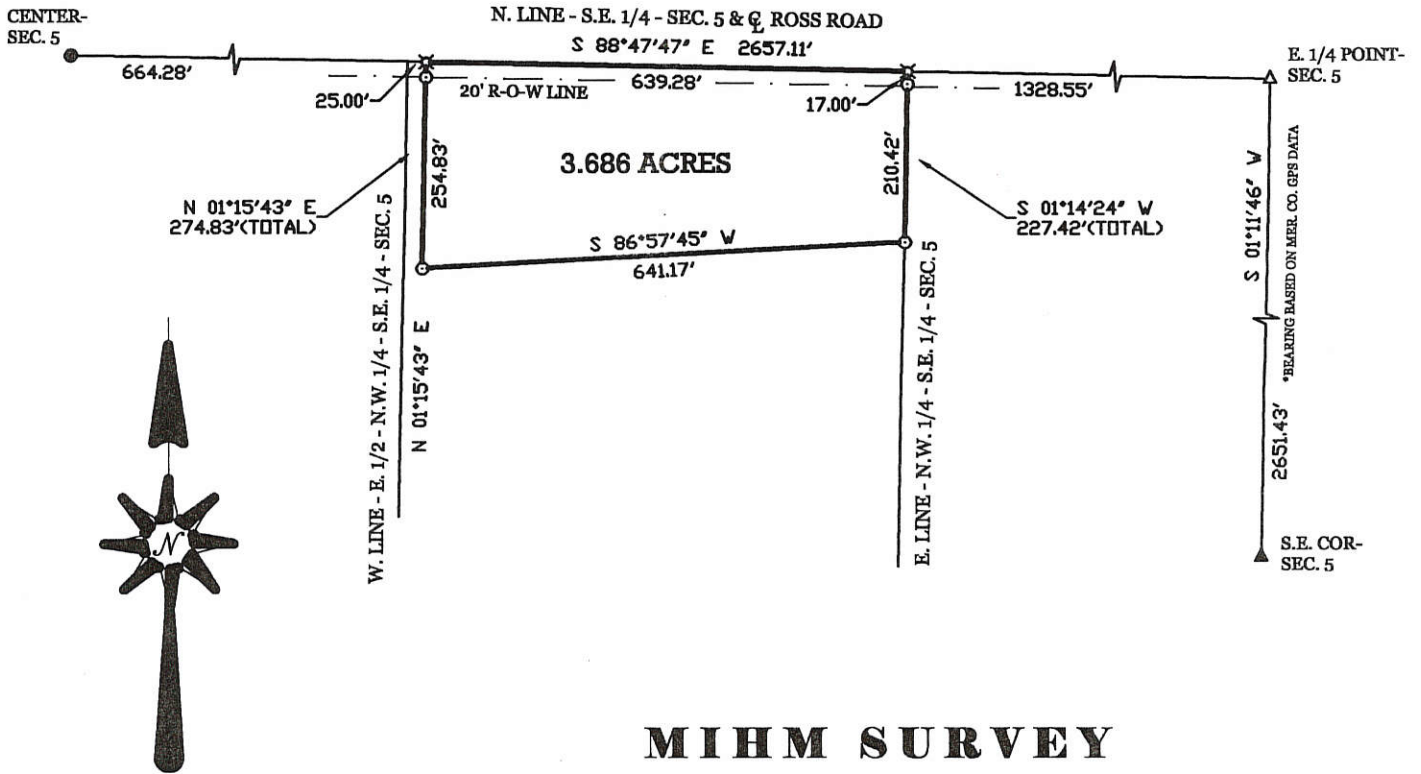 CENTER-
SEC. 5
N. LINE - S.E. 1/4 - SEC. 5 & ℄ ROSS ROAD
S 88°47'47" E 2657.11'
E. 1/4 POINT-
SEC. 5
664.28'
25.00'
20' R-O-W LINE
639.28'
17.00'
1328.55'
254.83'
3.686 ACRES
210.42'
N 01°15'43" E
274.83'(TOTAL)
S 01°14'24" W
227.42'(TOTAL)
S 86°57'45" W
641.17'
W. LINE - E. 1/2 - N.W. 1/4 - S.E. 1/4 - SEC. 5
N 01°15'43" E
E. LINE - N.W. 1/4 - S.E. 1/4 - SEC. 5
S 01°11'46" W
2651.43'
*BEARING BASED ON MER. CO. GPS DATA
S.E. COR-
SEC. 5
N
MIHM SURVEY